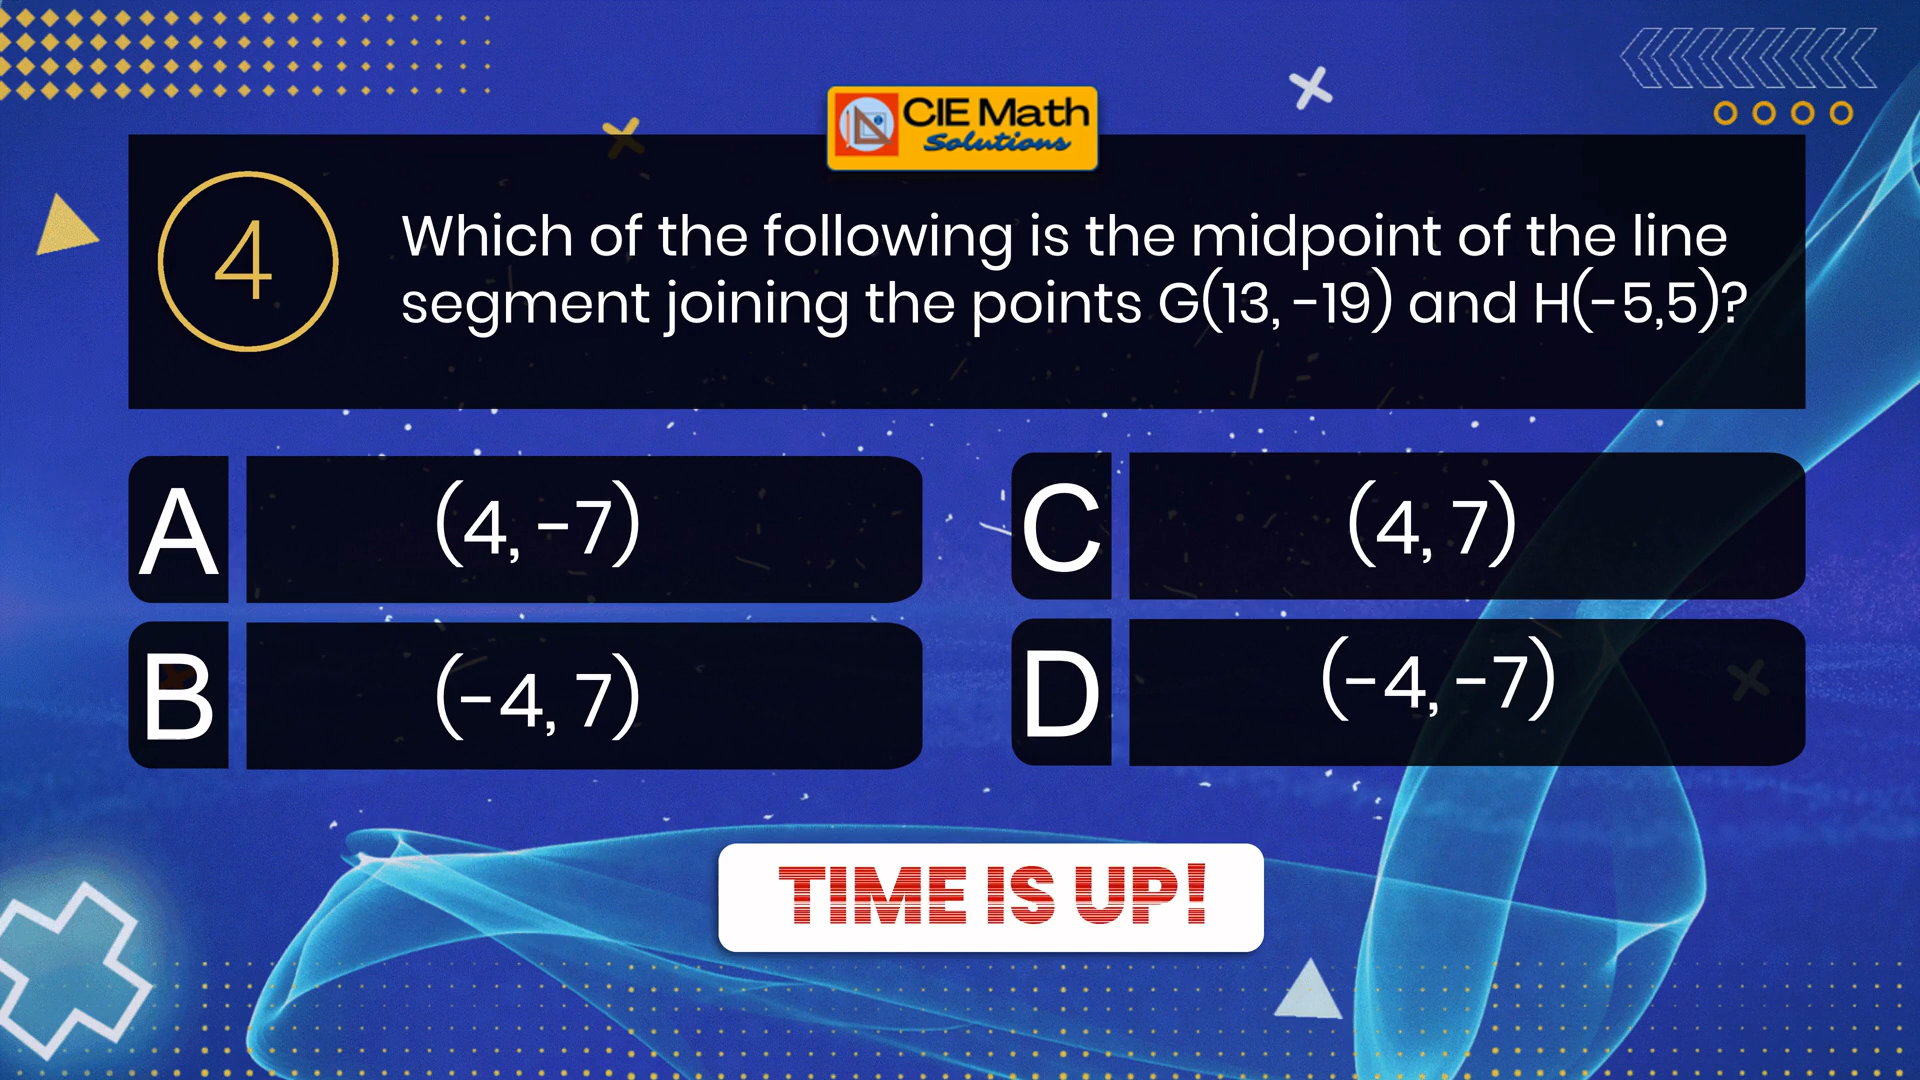 CIE Math
Solutions
4
Which of the following is the midpoint of the line
segment joining the points G(13, -19) and H(-5,5)?
A
(4, -7)
B
(-4, 7)
C
(4, 7)
D
(-4, -7)
TIME IS UP!